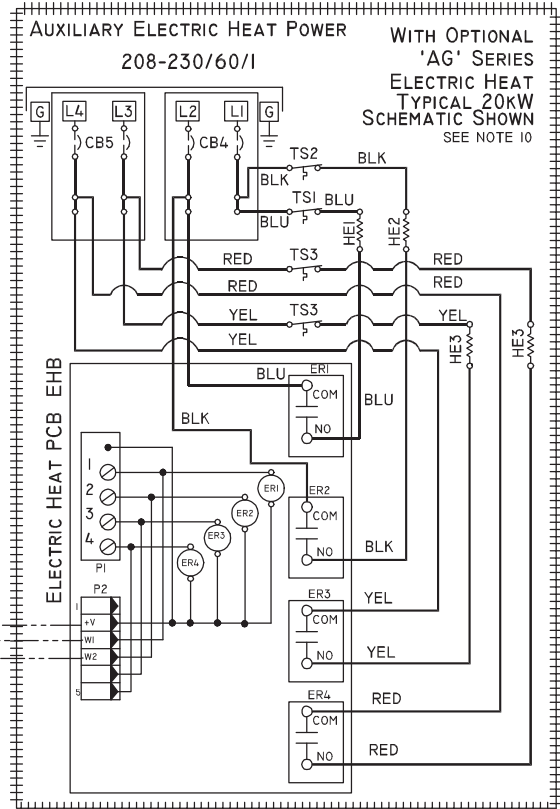 AUXILIARY ELECTRIC HEAT POWER
208-230/60/1
WITH OPTIONAL
'AG' SERIES
ELECTRIC HEAT
TYPICAL 20KW
SCHEMATIC SHOWN
SEE NOTE 10
G L4 L3 L2 L1 G
CB5 CB4
TS2
BLK
BLK
TS1
BLU
BLU
HE1
HE2
RED
TS3
RED
RED
RED
YEL
TS3
YEL
YEL
HE3
HE3
ELECTRIC HEAT PCB EHB
BLU
ER1
COM
NO
BLU
BLK
1
2
3
4
P1
ER1
ER2
ER3
ER4
ER2
COM
NO
BLK
P2
1
+V
W1
W2
5
ER3
COM
NO
YEL
YEL
ER4
COM
NO
RED
RED